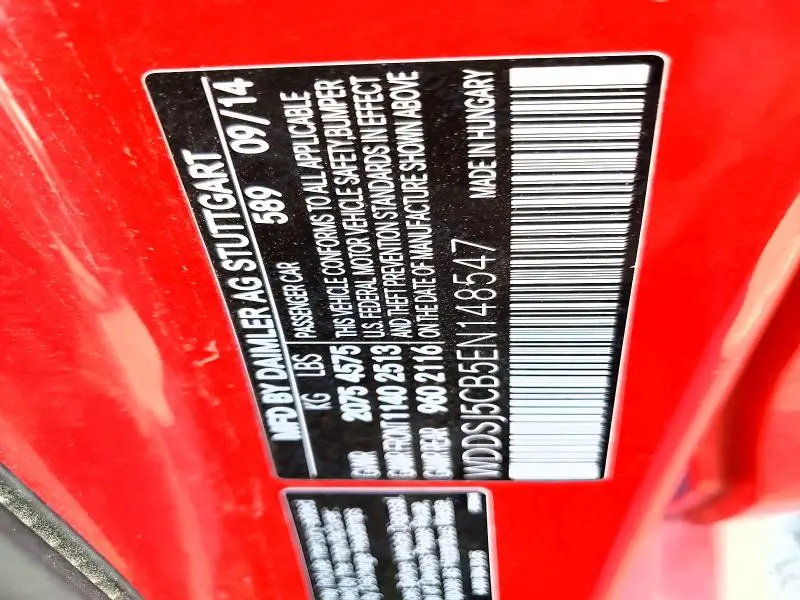 MFD BY DAIMLER AG STUTTGART
KG LBS 589 09/14
PASSENGER CAR
GVWR 2075 4575
THIS VEHICLE CONFORMS TO ALL APPLICABLE
U.S. FEDERAL MOTOR VEHICLE SAFETY, BUMPER
GAWR FRONT 1140 2513
AND THEFT PREVENTION STANDARDS IN EFFECT
GAWR REAR 960 2116
ON THE DATE OF MANUFACTURE SHOWN ABOVE
WDDSJ5CB5EN148547
MADE IN HUNGARY